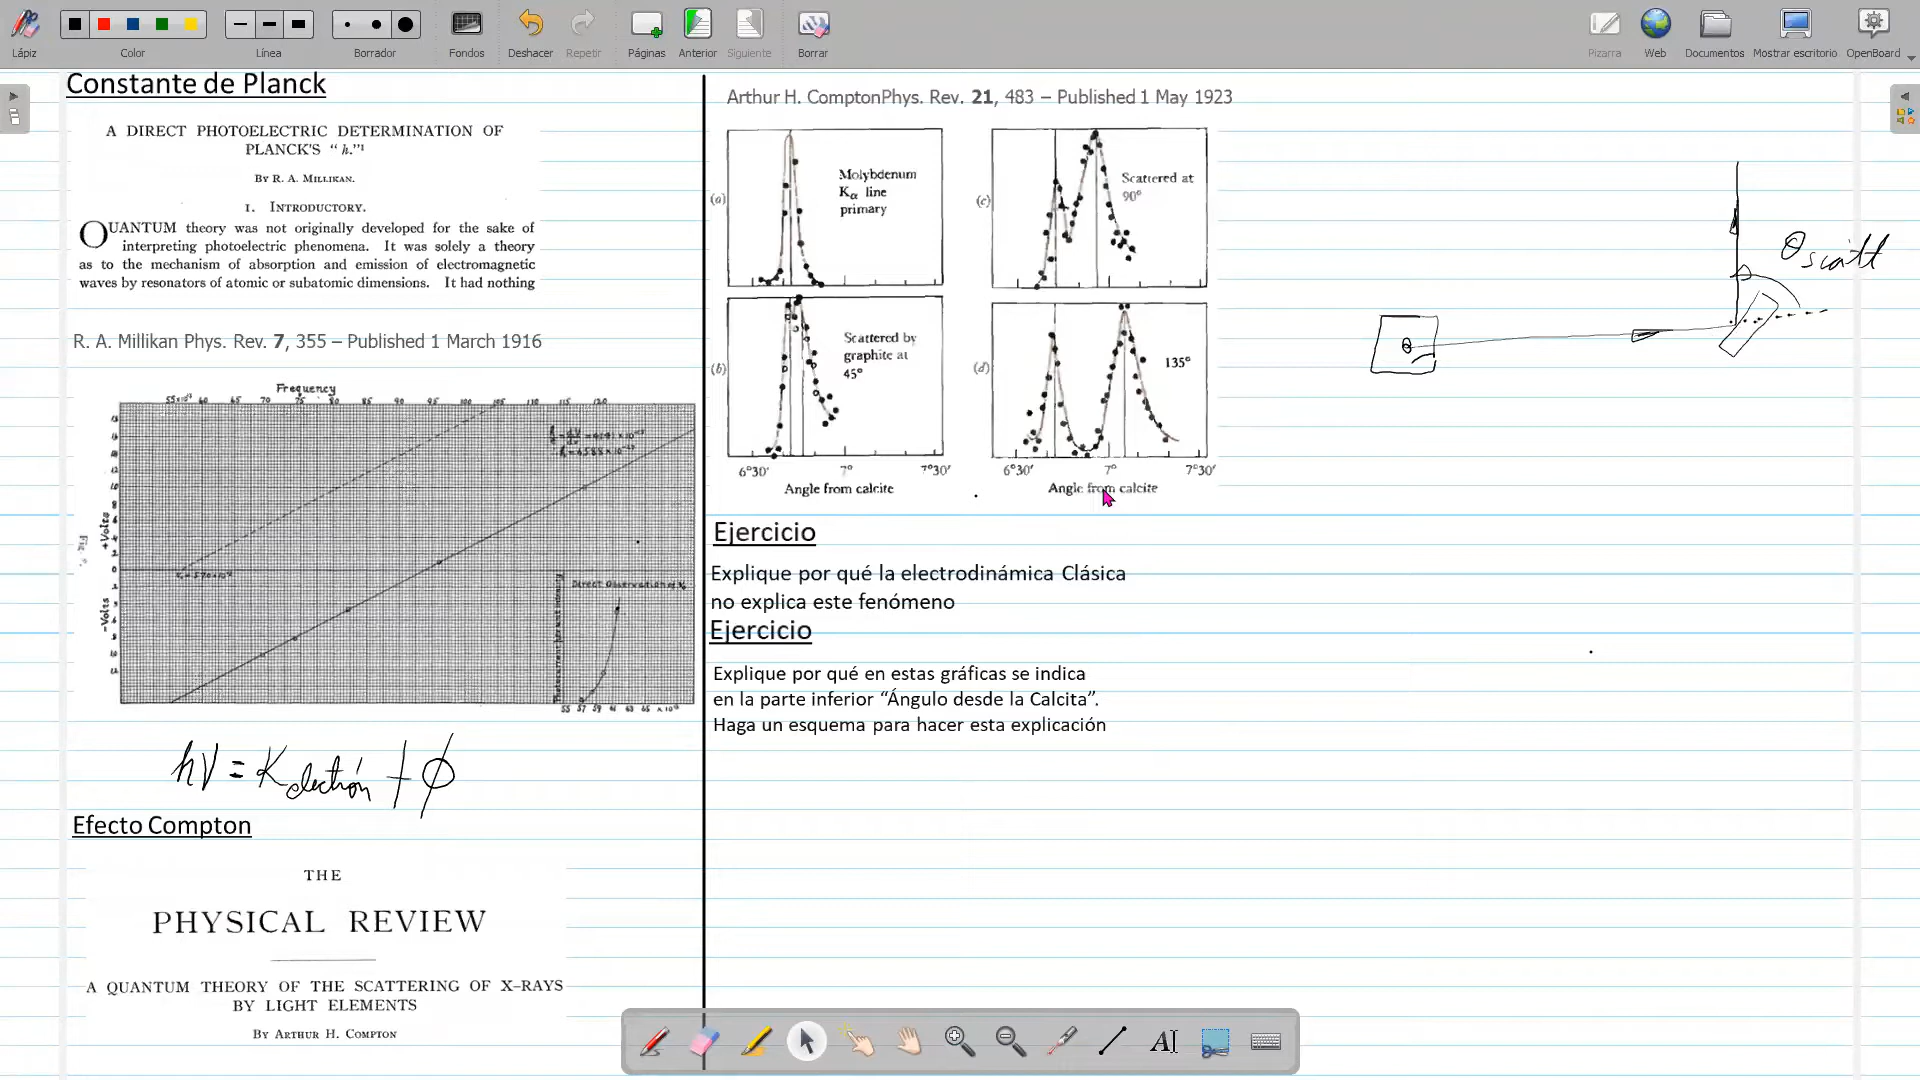 Lápiz
Color
Línea
Borrador
Fondos
Deshacer
Repetir
Páginas
Anterior
Siguiente
Borrar
Pizarra
Web
Documentos
Mostrar escritorio
OpenBoard
Constante de Planck
A DIRECT PHOTOELECTRIC DETERMINATION OF
PLANCK'S “ h.”¹
BY R. A. MILLIKAN.
1. INTRODUCTORY.
QUANTUM theory was not originally developed for the sake of
interpreting photoelectric phenomena. It was solely a theory
as to the mechanism of absorption and emission of electromagnetic
waves by resonators of atomic or subatomic dimensions. It had nothing
R. A. Millikan Phys. Rev. 7, 355 – Published 1 March 1916
Frequency
+Volts
-Volts
Direct Observation of
hν = Kelectrón + ϕ
Efecto Compton
THE
PHYSICAL REVIEW
A QUANTUM THEORY OF THE SCATTERING OF X-RAYS
BY LIGHT ELEMENTS
BY ARTHUR H. COMPTON
Arthur H. ComptonPhys. Rev. 21, 483 – Published 1 May 1923
(a)
Molybdenum
Kα line
primary
(c)
Scattered at
90°
(b)
Scattered by
graphite at
45°
(d)
135°
6°30′ 7° 7°30′
Angle from calcite
6°30′ 7° 7°30′
Angle from calcite
θscatt
Ejercicio
Explique por qué la electrodinámica Clásica
no explica este fenómeno
Ejercicio
Explique por qué en estas gráficas se indica
en la parte inferior “Ángulo desde la Calcita”.
Haga un esquema para hacer esta explicación